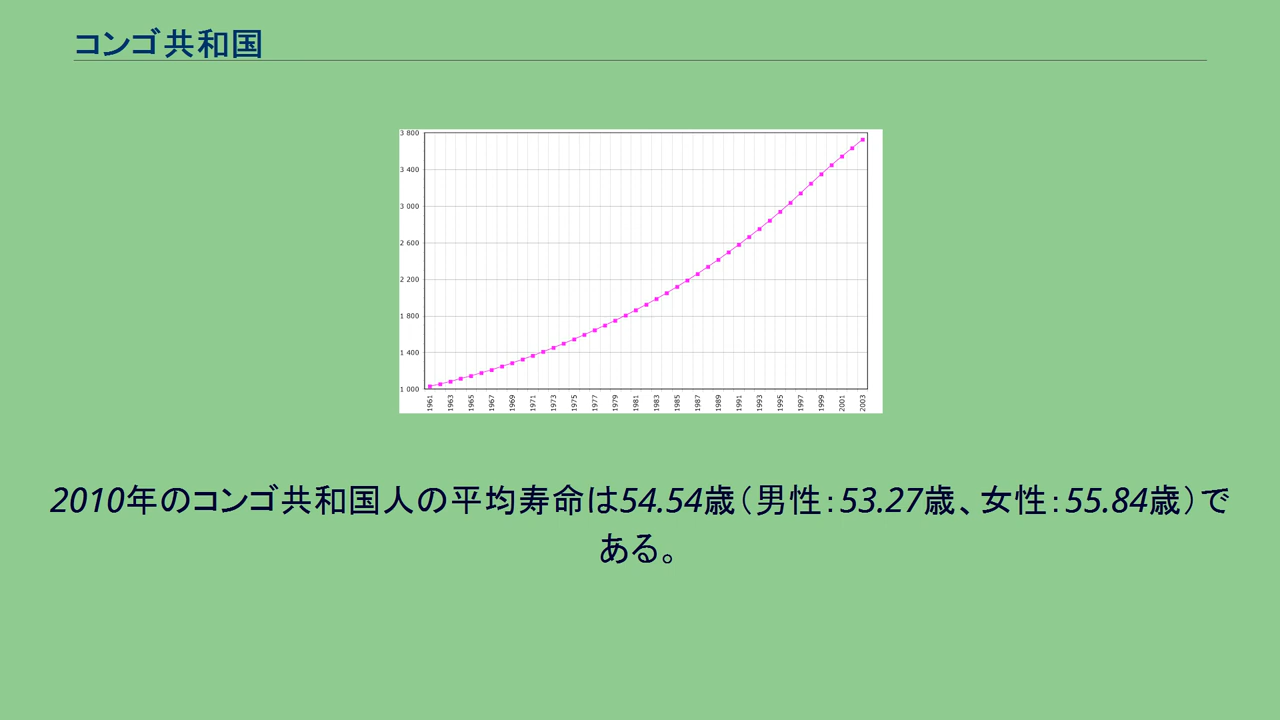 コンゴ共和国
3 800
3 400
3 000
2 600
2 200
1 800
1 400
1 000
1961 1963 1965 1967 1969 1971 1973 1975 1977 1979 1981 1983 1985 1987 1989 1991 1993 1995 1997 1999 2001 2003
2010年のコンゴ共和国人の平均寿命は54.54歳（男性：53.27歳、女性：55.84歳）で
ある。